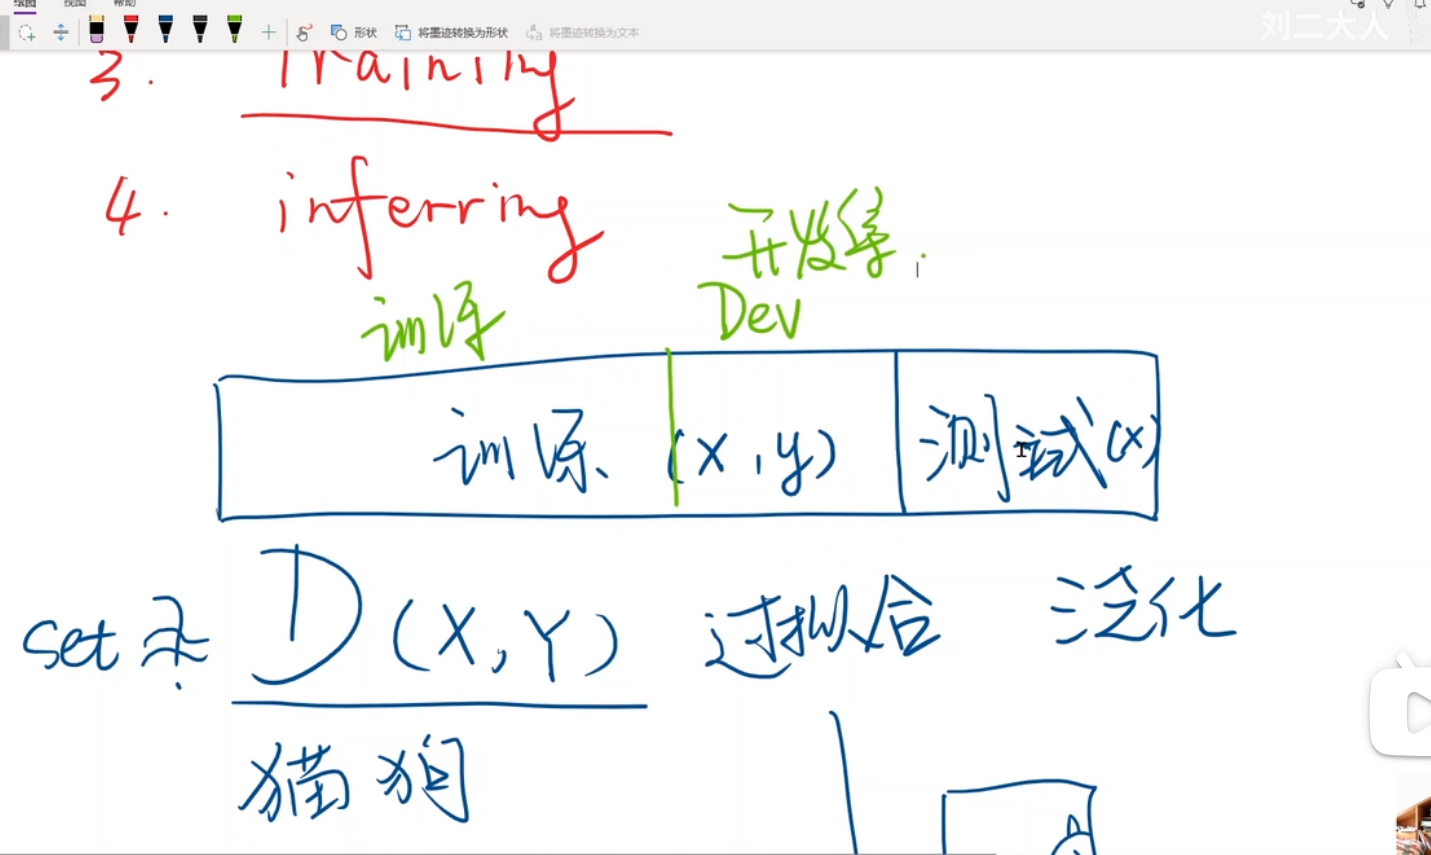 绘图 视图 帮助
形状 将墨迹转换为形状 将墨迹转换为文本
刘二大人
3. Training
4. inferring
开发集.
训练 Dev
训练 (x,y) 测试(x)
set D(X,Y) 过拟合 泛化
猫狗